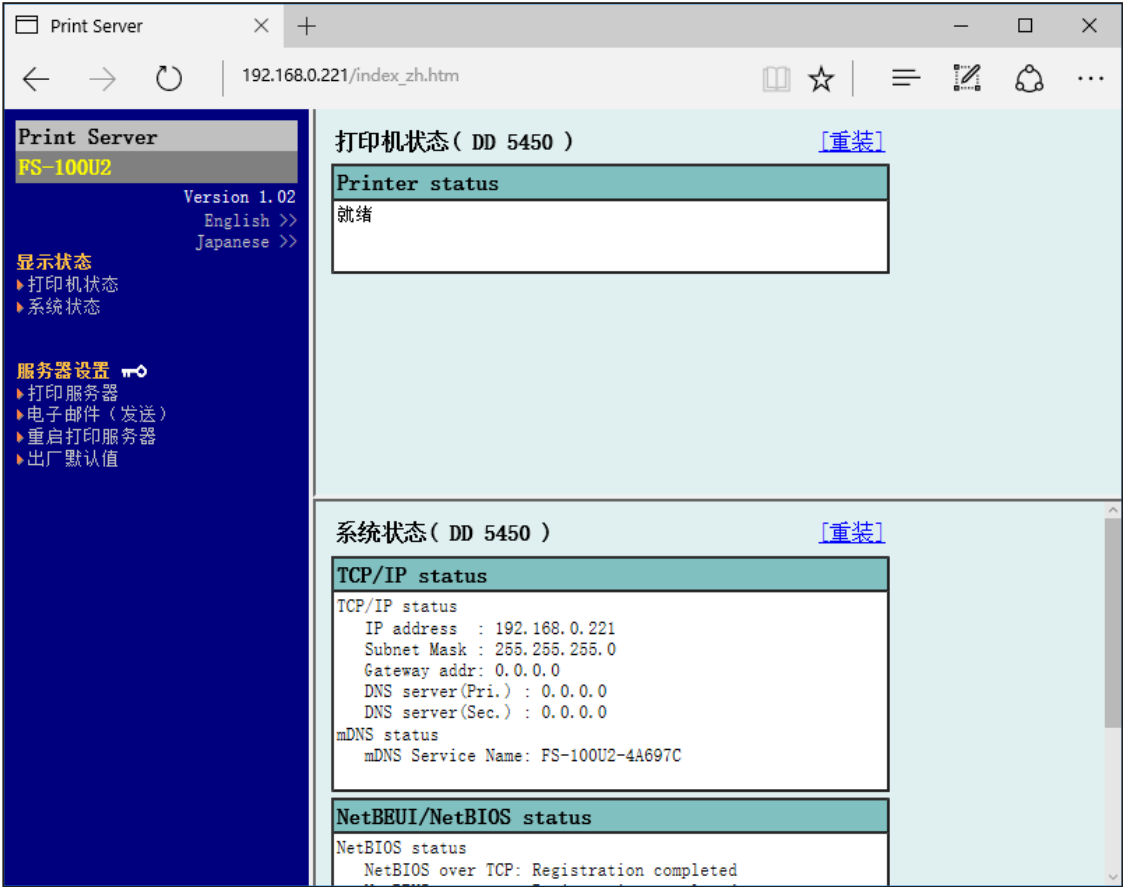 Print Server
192.168.0.221/index_zh.htm
Print Server
FS-100U2
Version 1.02
English >>
Japanese >>
显示状态
打印机状态
系统状态
服务器设置
打印服务器
电子邮件（发送）
重启打印服务器
出厂默认值
打印机状态( DD 5450 )
[重装]
Printer status
就绪
系统状态( DD 5450 )
[重装]
TCP/IP status
TCP/IP status
IP address : 192.168.0.221
Subnet Mask : 255.255.255.0
Gateway addr: 0.0.0.0
DNS server(Pri.) : 0.0.0.0
DNS server(Sec.) : 0.0.0.0
mDNS status
mDNS Service Name: FS-100U2-4A697C
NetBEUI/NetBIOS status
NetBIOS status
NetBIOS over TCP: Registration completed